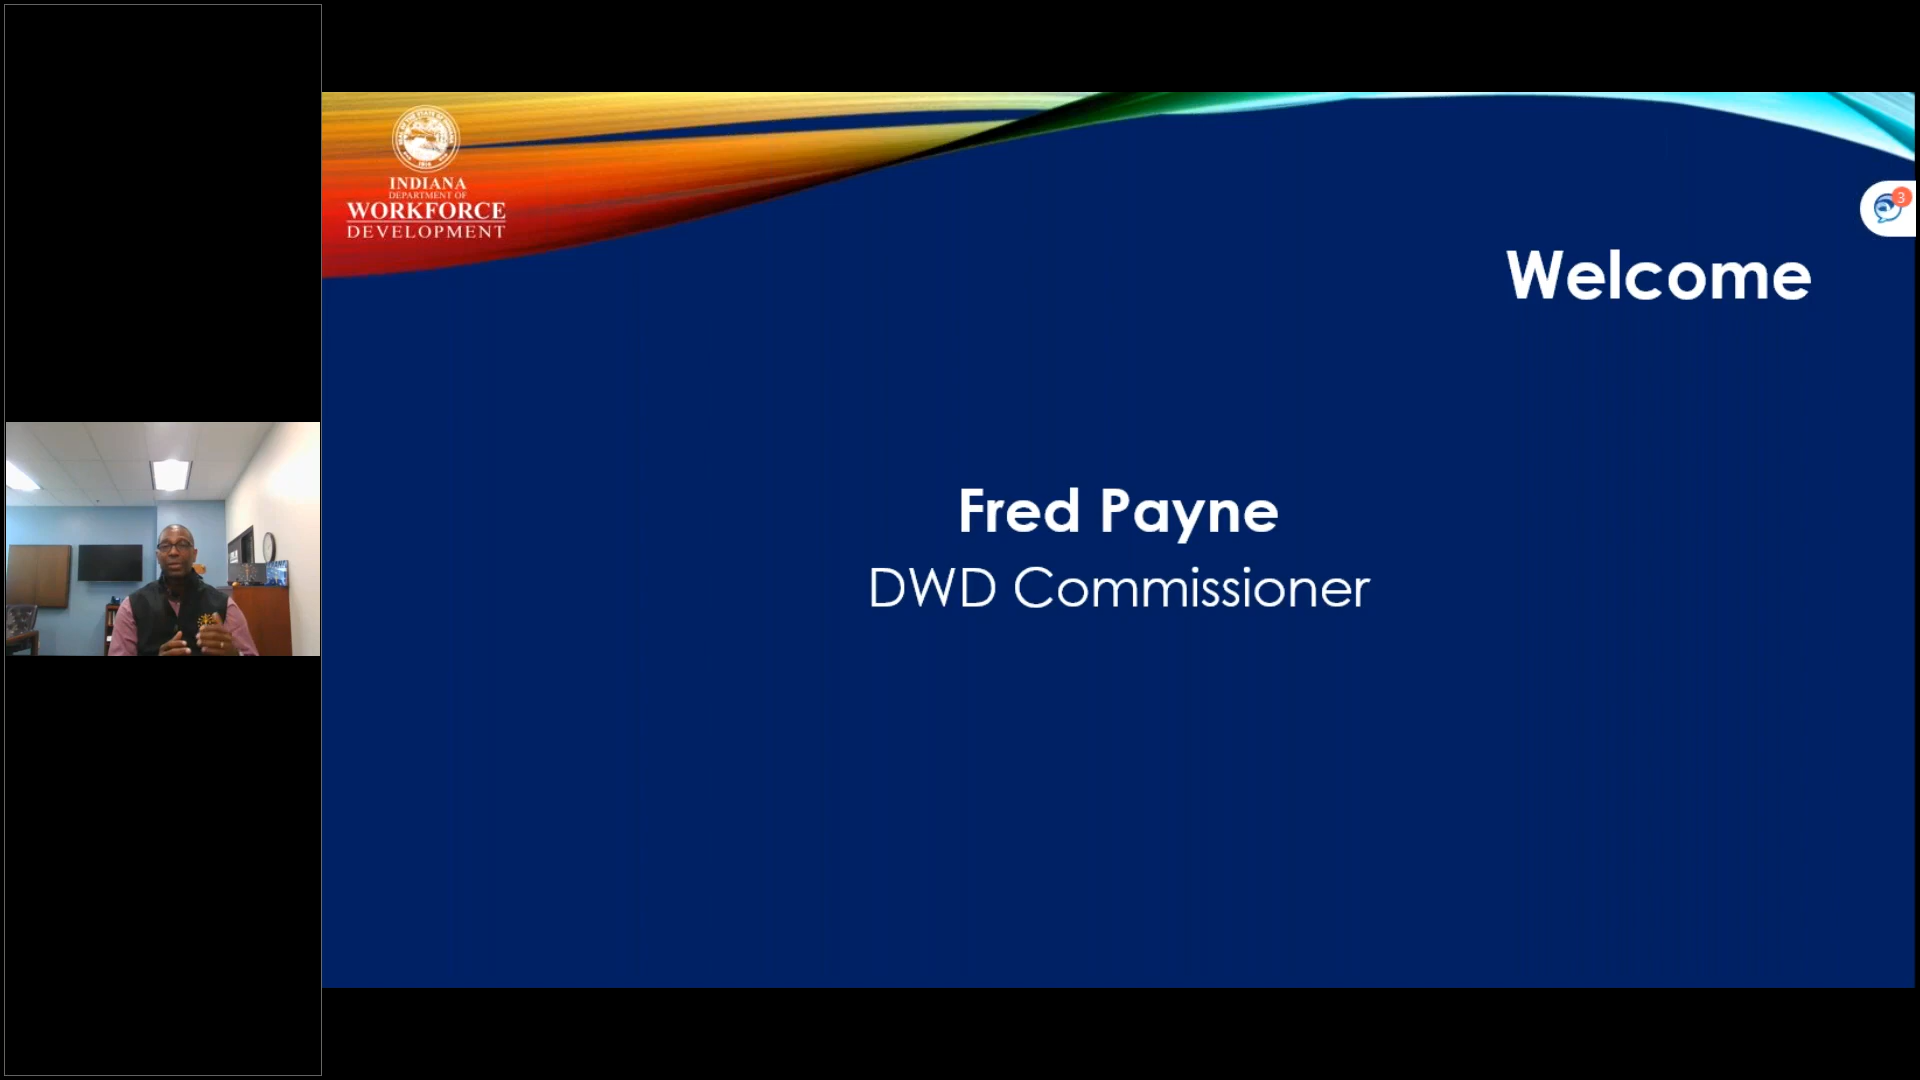 INDIANA
DEPARTMENT OF
WORKFORCE
DEVELOPMENT
3
Welcome
Fred Payne
DWD Commissioner